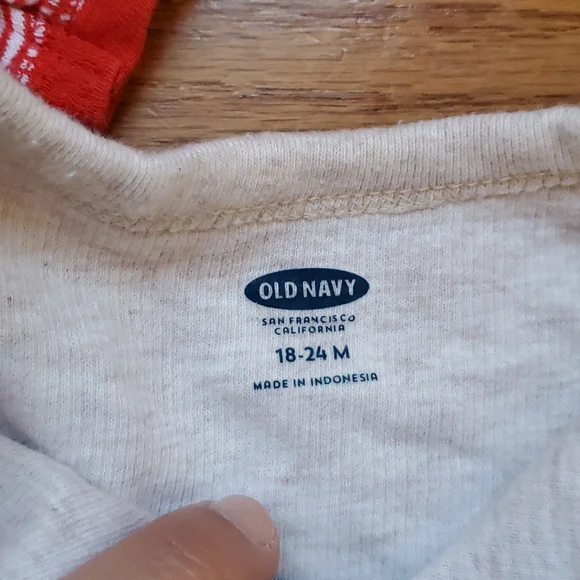 OLD NAVY
SAN FRANCISCO
CALIFORNIA
18-24 M
MADE IN INDONESIA